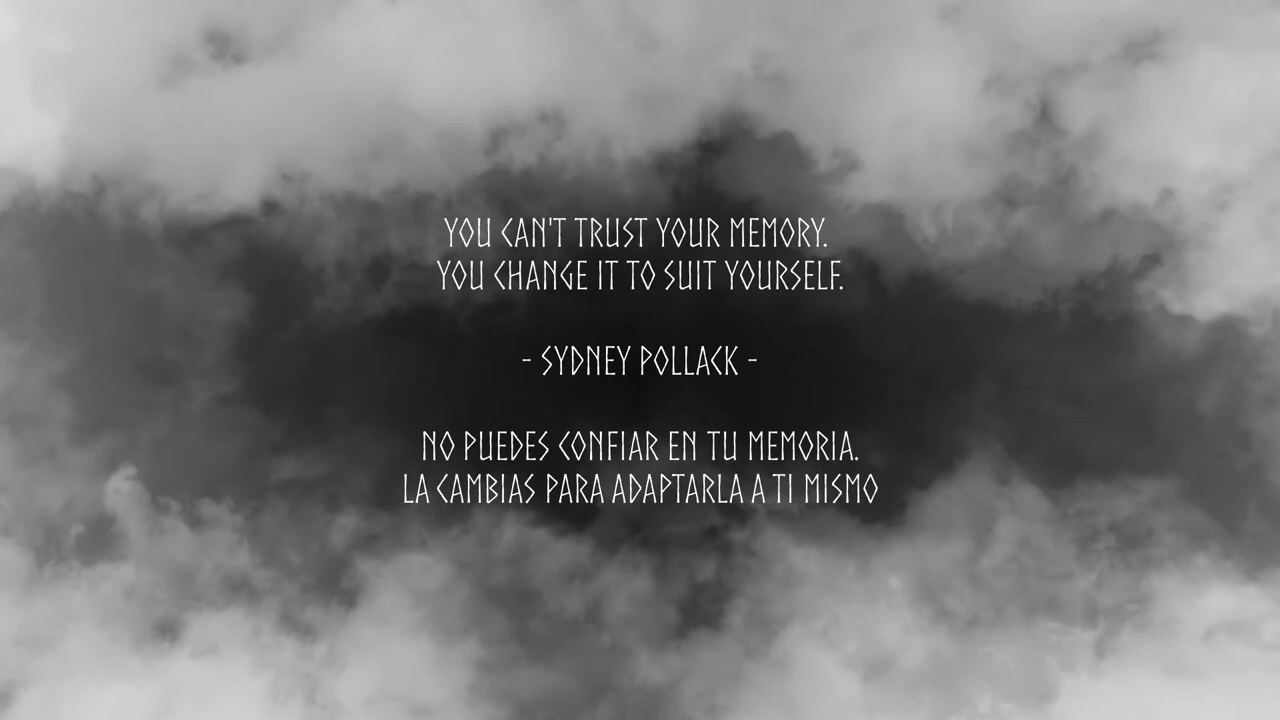 YOU CAN'T TRUST YOUR MEMORY.
YOU CHANGE IT TO SUIT YOURSELF.
- SYDNEY POLLACK -
NO PUEDES CONFIAR EN TU MEMORIA.
LA CAMBIAS PARA ADAPTARLA A TI MISMO